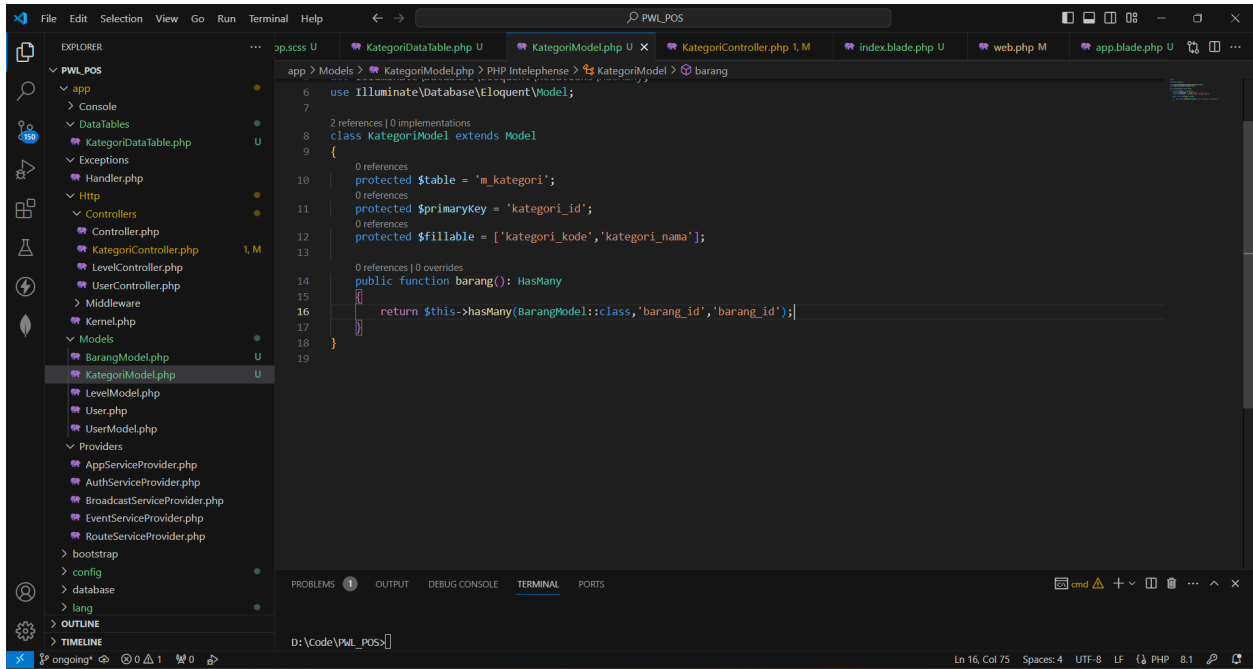 File Edit Selection View Go Run Terminal Help
PWL_POS
EXPLORER
PWL_POS
app
Console
DataTables
KategoriDataTable.php U
Exceptions
Handler.php
Http
Controllers
Controller.php
KategoriController.php 1, M
LevelController.php
UserController.php
Middleware
Kernel.php
Models
BarangModel.php U
KategoriModel.php U
LevelModel.php
User.php
UserModel.php
Providers
AppServiceProvider.php
AuthServiceProvider.php
BroadcastServiceProvider.php
EventServiceProvider.php
RouteServiceProvider.php
bootstrap
config
database
lang
OUTLINE
TIMELINE
150
pp.scss U KategoriDataTable.php U KategoriModel.php U KategoriController.php 1, M index.blade.php U web.php M app.blade.php U
app > Models > KategoriModel.php > PHP Intelephense > KategoriModel > barang
6 use Illuminate\Database\Eloquent\Model;
7
2 references | 0 implementations
8 class KategoriModel extends Model
9 {
0 references
10 protected $table = 'm_kategori';
0 references
11 protected $primaryKey = 'kategori_id';
0 references
12 protected $fillable = ['kategori_kode','kategori_nama'];
13
0 references | 0 overrides
14 public function barang(): HasMany
15 {
16 return $this->hasMany(BarangModel::class,'barang_id','barang_id');
17 }
18 }
19
PROBLEMS 1 OUTPUT DEBUG CONSOLE TERMINAL PORTS
cmd
D:\Code\PWL_POS>
ongoing* 0 1 0 Ln 16, Col 75 Spaces: 4 UTF-8 LF PHP 8.1